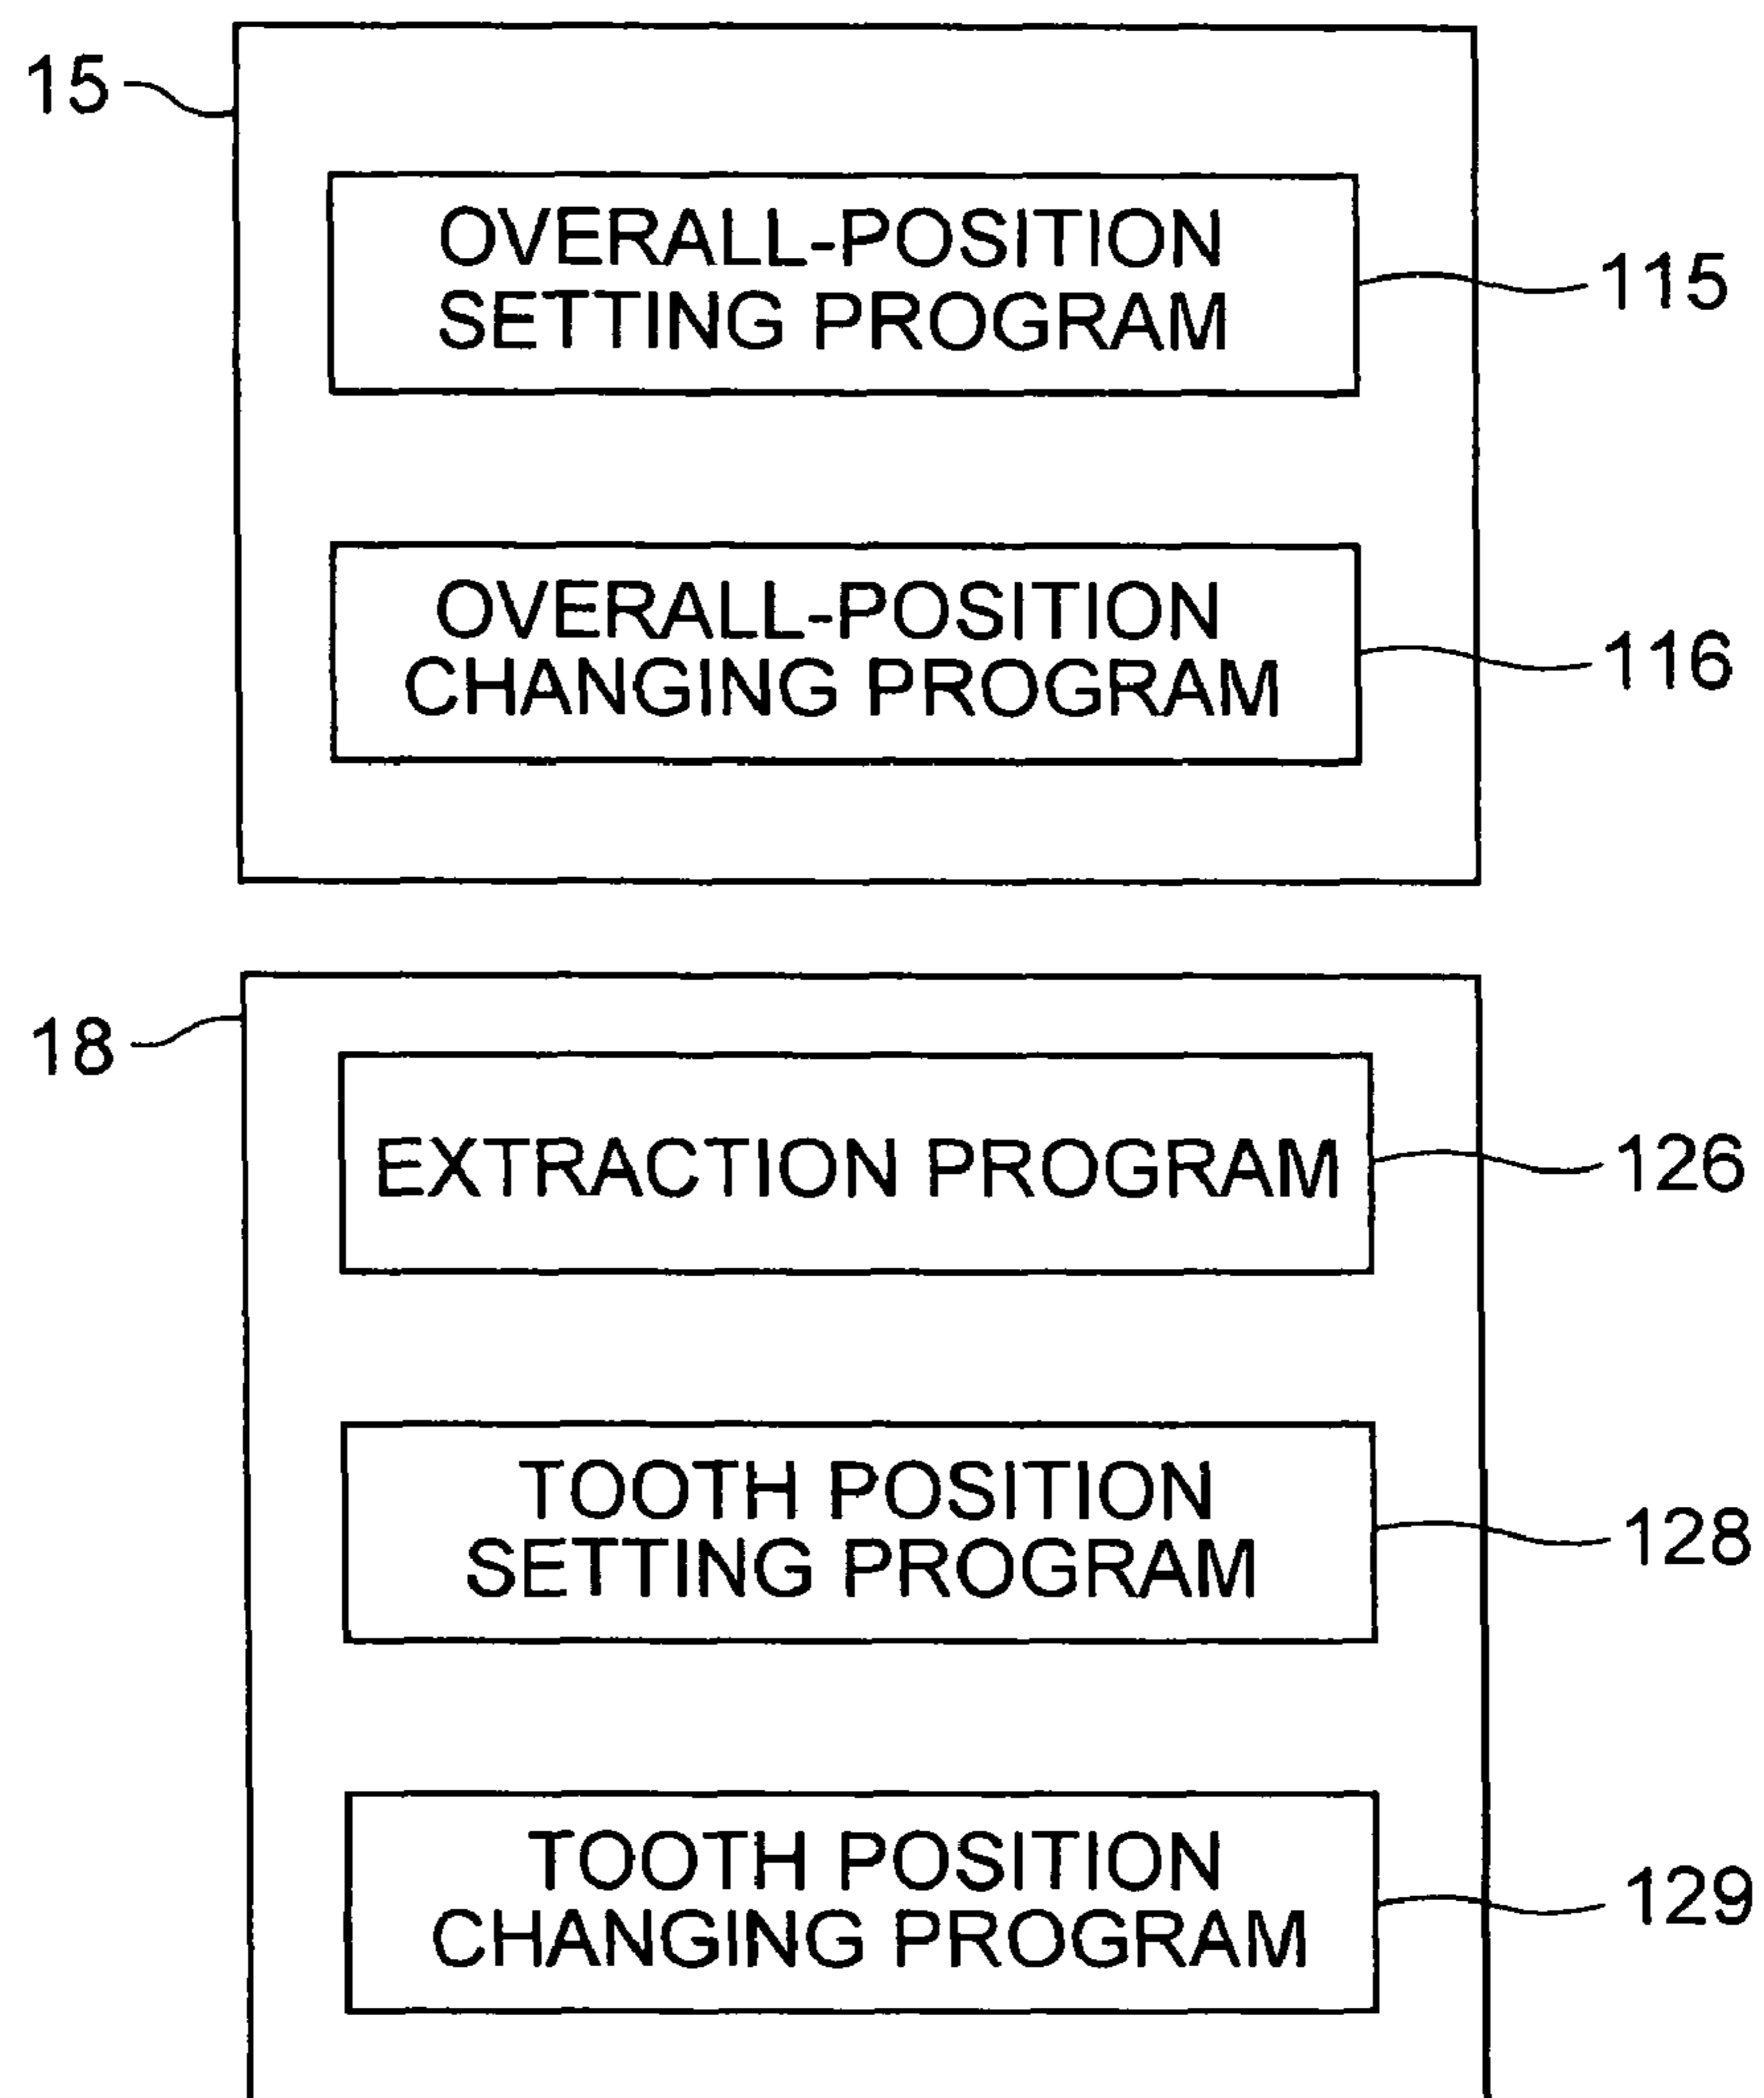 15
OVERALL-POSITION
SETTING PROGRAM
115
OVERALL-POSITION
CHANGING PROGRAM
116
18
EXTRACTION PROGRAM
126
TOOTH POSITION
SETTING PROGRAM
128
TOOTH POSITION
CHANGING PROGRAM
129